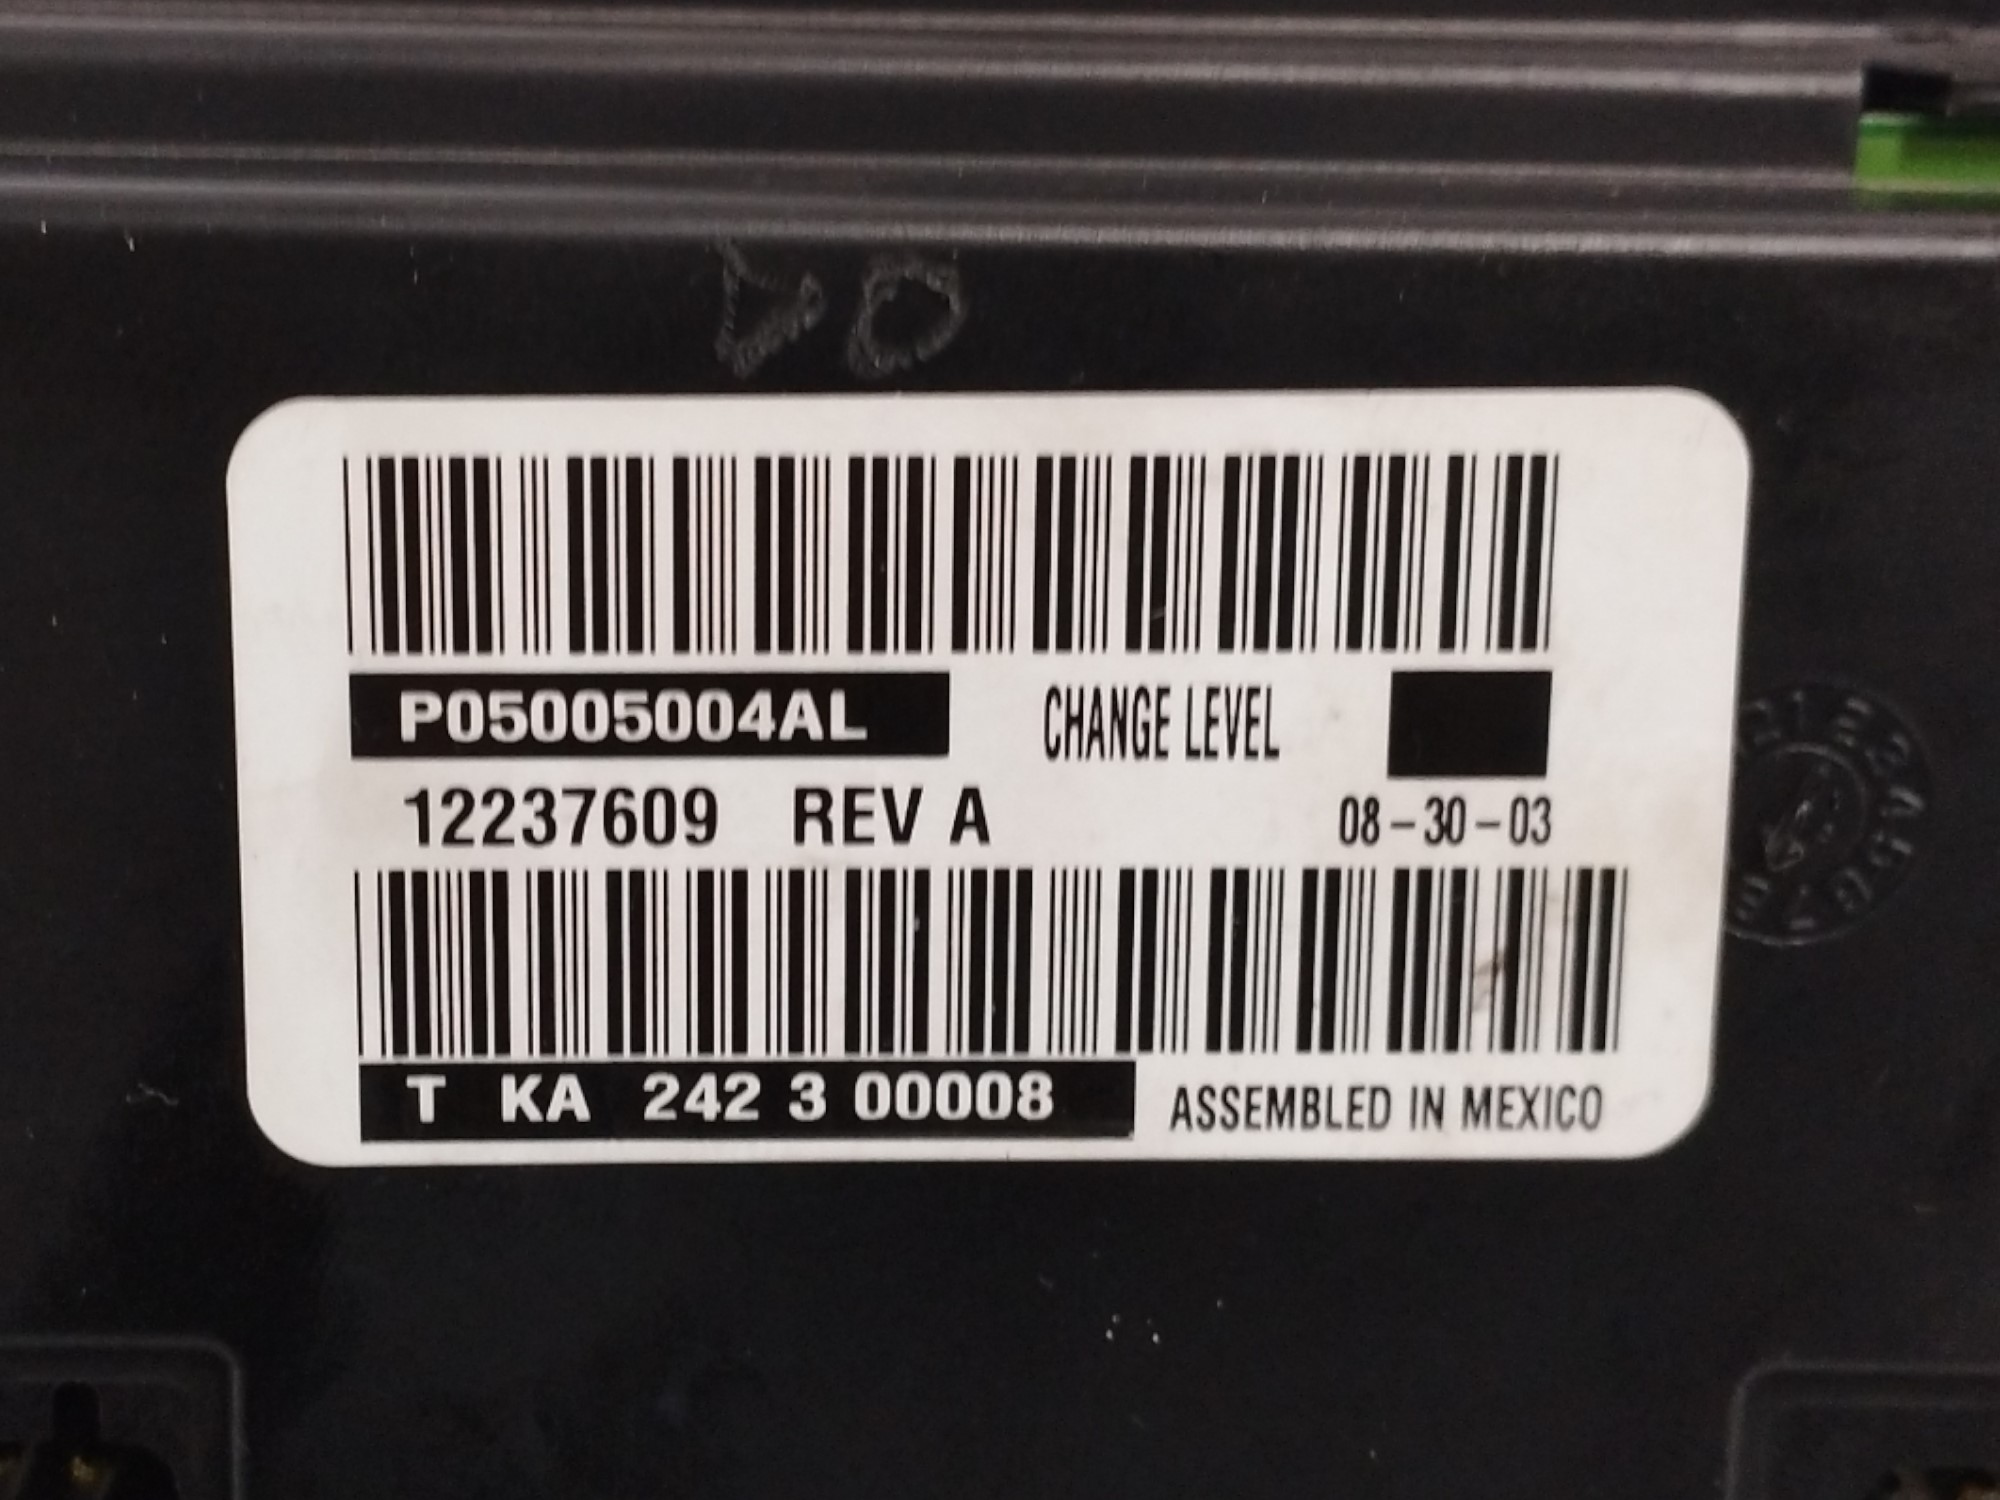 P05005004AL CHANGE LEVEL
12237609 REV A 08-30-03
T KA 242 3 00008 ASSEMBLED IN MEXICO